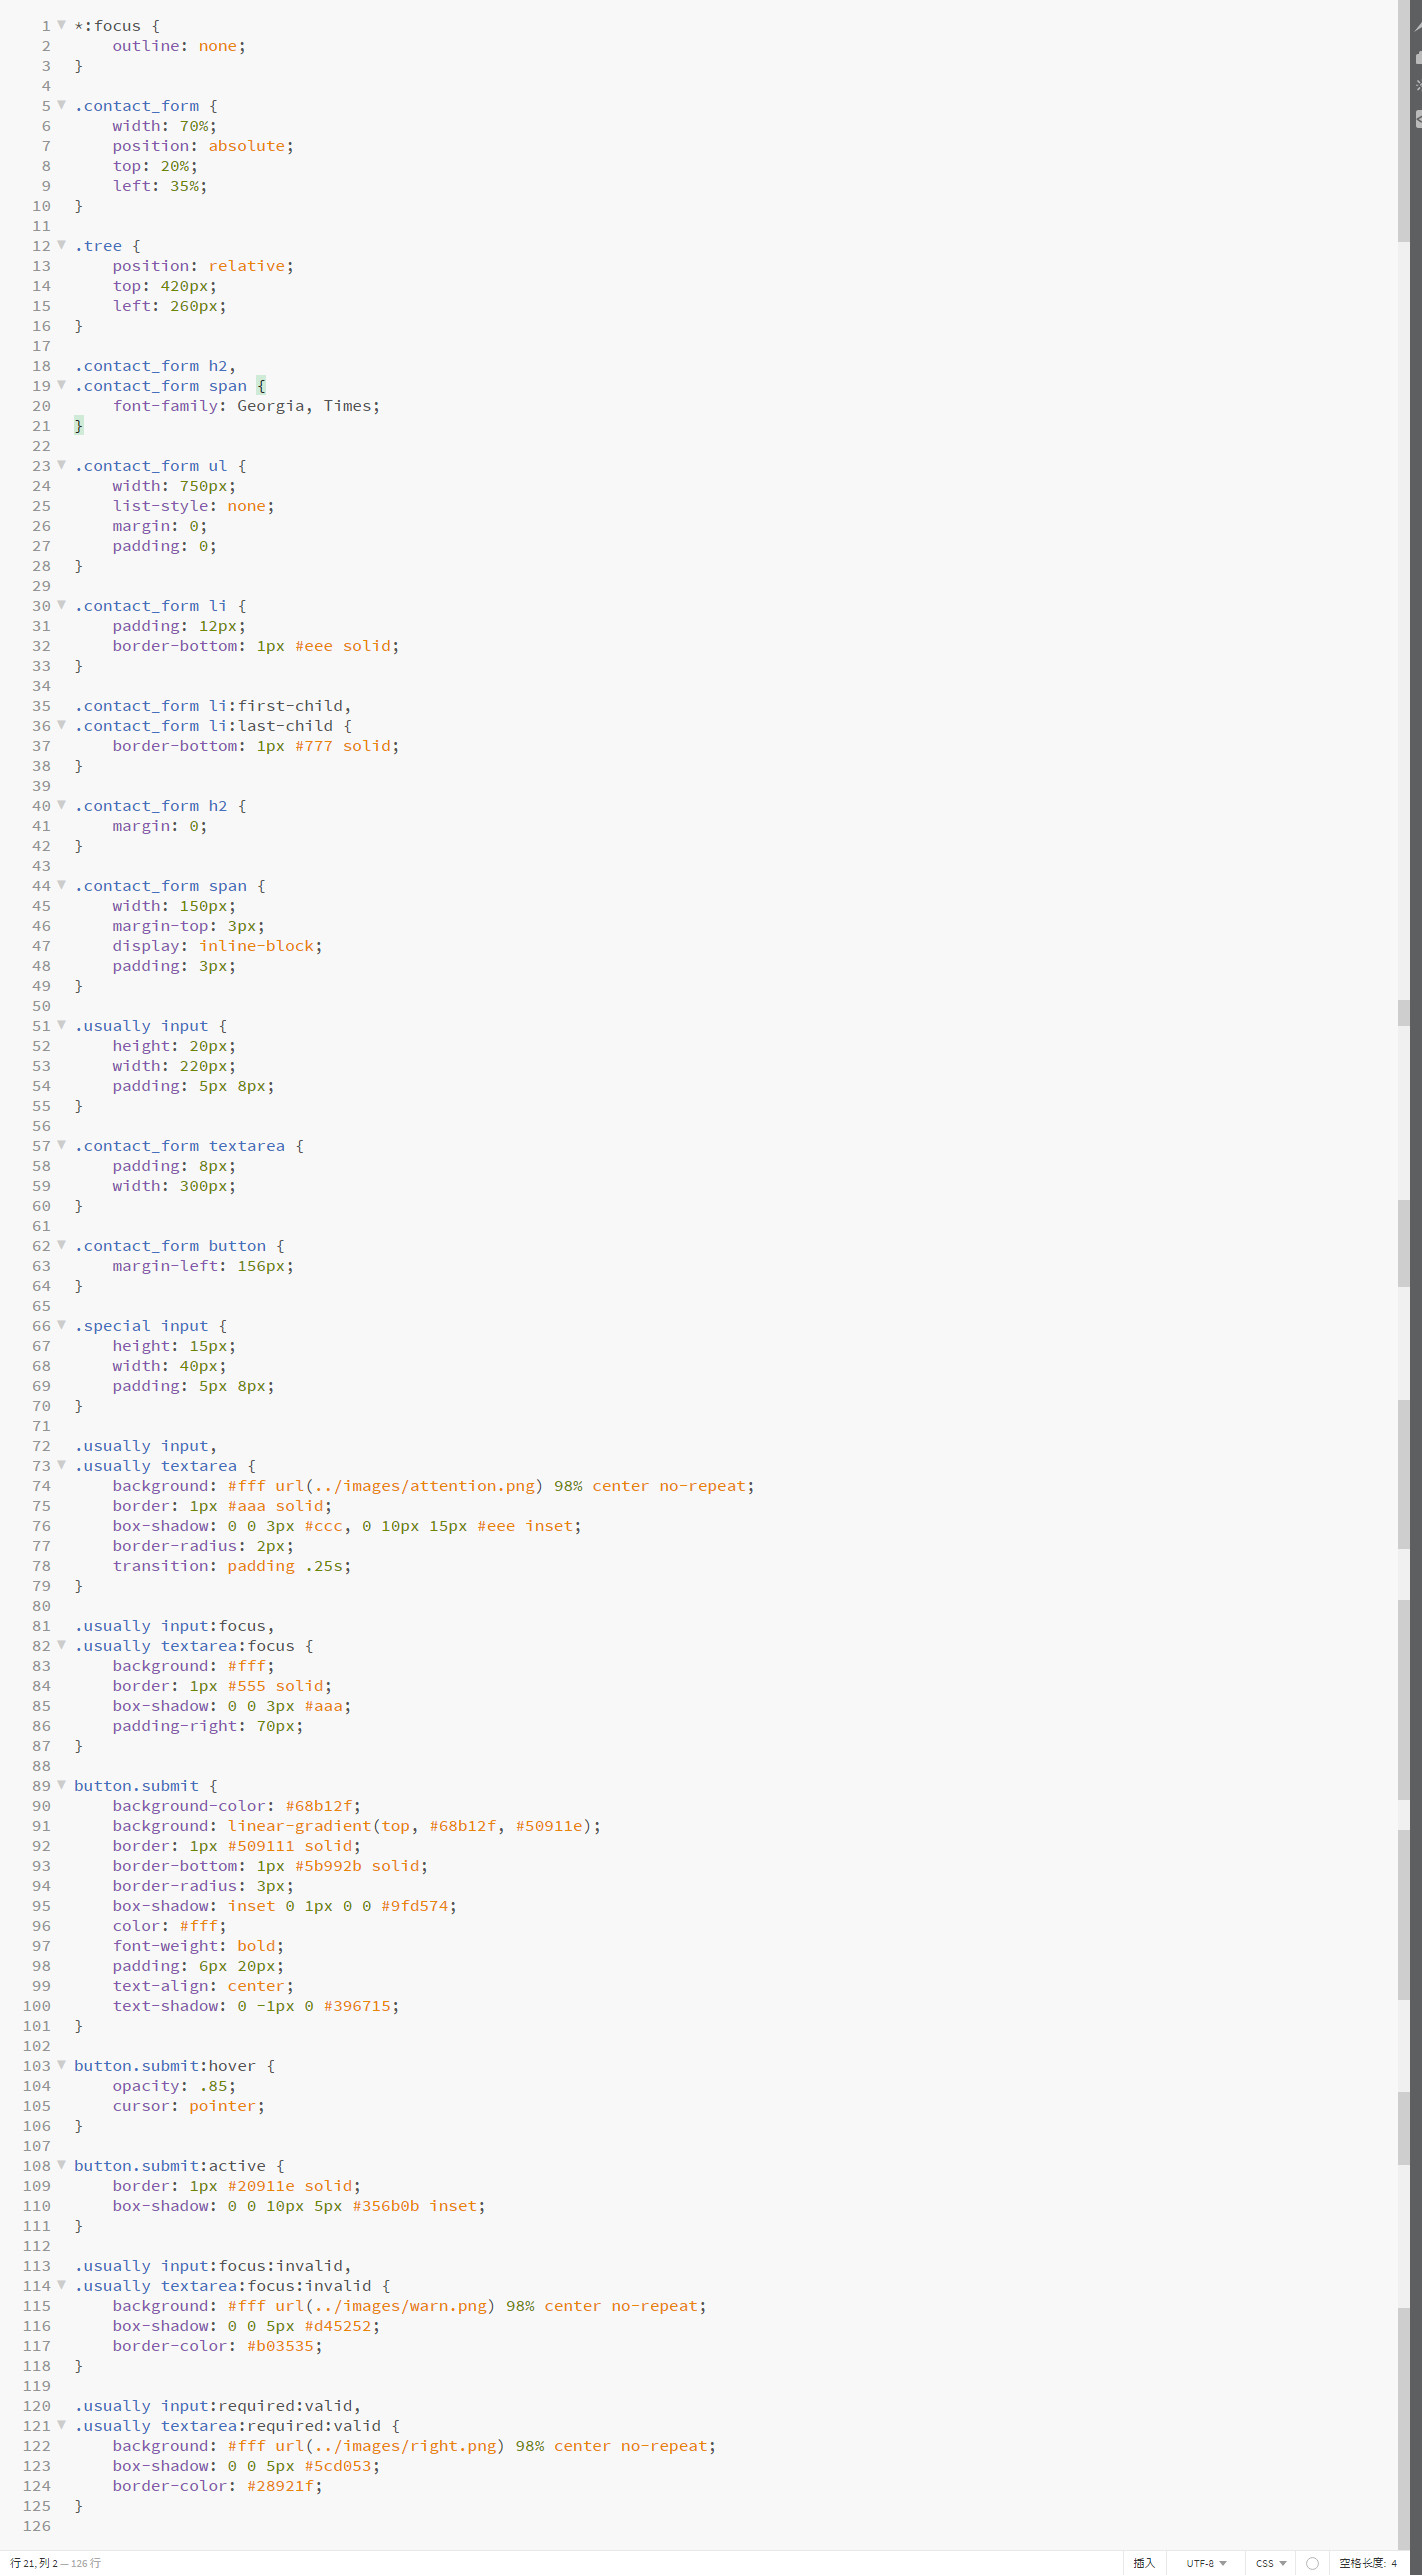 1 *:focus {
2 outline: none;
3 }
4
5 .contact_form {
6 width: 70%;
7 position: absolute;
8 top: 20%;
9 left: 35%;
10 }
11
12 .tree {
13 position: relative;
14 top: 420px;
15 left: 260px;
16 }
17
18 .contact_form h2,
19 .contact_form span {
20 font-family: Georgia, Times;
21 }
22
23 .contact_form ul {
24 width: 750px;
25 list-style: none;
26 margin: 0;
27 padding: 0;
28 }
29
30 .contact_form li {
31 padding: 12px;
32 border-bottom: 1px #eee solid;
33 }
34
35 .contact_form li:first-child,
36 .contact_form li:last-child {
37 border-bottom: 1px #777 solid;
38 }
39
40 .contact_form h2 {
41 margin: 0;
42 }
43
44 .contact_form span {
45 width: 150px;
46 margin-top: 3px;
47 display: inline-block;
48 padding: 3px;
49 }
50
51 .usually input {
52 height: 20px;
53 width: 220px;
54 padding: 5px 8px;
55 }
56
57 .contact_form textarea {
58 padding: 8px;
59 width: 300px;
60 }
61
62 .contact_form button {
63 margin-left: 156px;
64 }
65
66 .special input {
67 height: 15px;
68 width: 40px;
69 padding: 5px 8px;
70 }
71
72 .usually input,
73 .usually textarea {
74 background: #fff url(../images/attention.png) 98% center no-repeat;
75 border: 1px #aaa solid;
76 box-shadow: 0 0 3px #ccc, 0 10px 15px #eee inset;
77 border-radius: 2px;
78 transition: padding .25s;
79 }
80
81 .usually input:focus,
82 .usually textarea:focus {
83 background: #fff;
84 border: 1px #555 solid;
85 box-shadow: 0 0 3px #aaa;
86 padding-right: 70px;
87 }
88
89 button.submit {
90 background-color: #68b12f;
91 background: linear-gradient(top, #68b12f, #50911e);
92 border: 1px #509111 solid;
93 border-bottom: 1px #5b992b solid;
94 border-radius: 3px;
95 box-shadow: inset 0 1px 0 0 #9fd574;
96 color: #fff;
97 font-weight: bold;
98 padding: 6px 20px;
99 text-align: center;
100 text-shadow: 0 -1px 0 #396715;
101 }
102
103 button.submit:hover {
104 opacity: .85;
105 cursor: pointer;
106 }
107
108 button.submit:active {
109 border: 1px #20911e solid;
110 box-shadow: 0 0 10px 5px #356b0b inset;
111 }
112
113 .usually input:focus:invalid,
114 .usually textarea:focus:invalid {
115 background: #fff url(../images/warn.png) 98% center no-repeat;
116 box-shadow: 0 0 5px #d45252;
117 border-color: #b03535;
118 }
119
120 .usually input:required:valid,
121 .usually textarea:required:valid {
122 background: #fff url(../images/right.png) 98% center no-repeat;
123 box-shadow: 0 0 5px #5cd053;
124 border-color: #28921f;
125 }
126
行 21, 列 2 — 126 行 插入 UTF-8 CSS 空格长度: 4